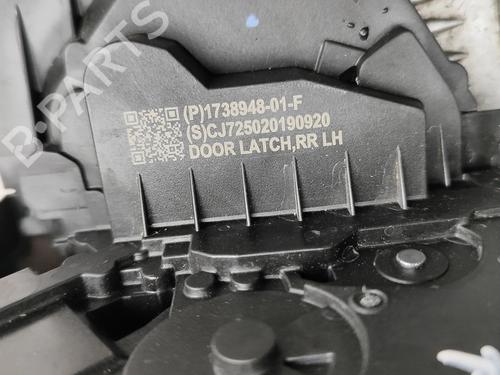 B-PARTS
(P)1738948-01-F
(S)CJ725020190920
DOOR LATCH,RR LH